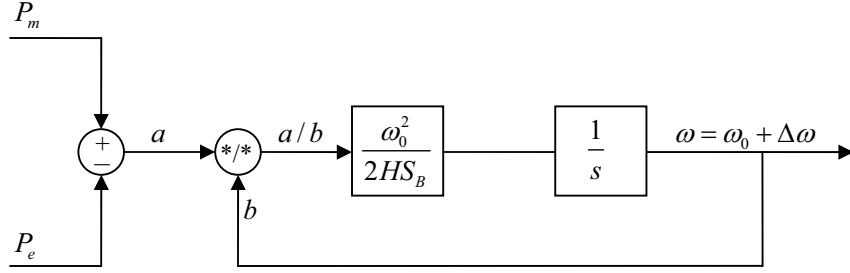 P_m
a
a/b
ω_0^2
1
ω = ω_0 + Δω
+
−
*/*
2HS_B
s
b
P_e